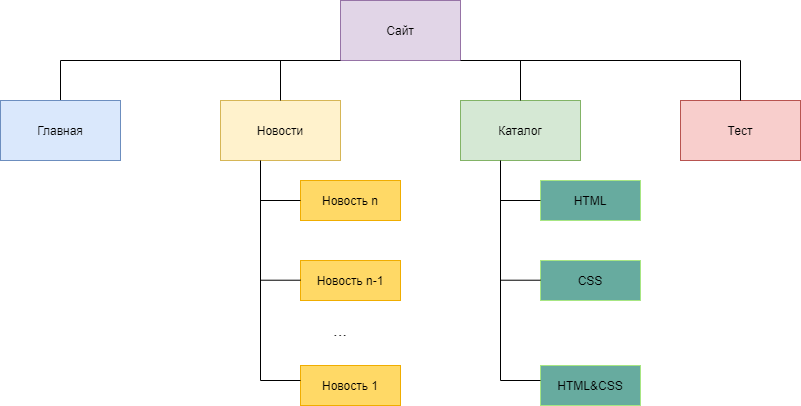 Сайт
Главная
Новости
Каталог
Тест
Новость n
HTML
Новость n-1
CSS
...
Новость 1
HTML&CSS